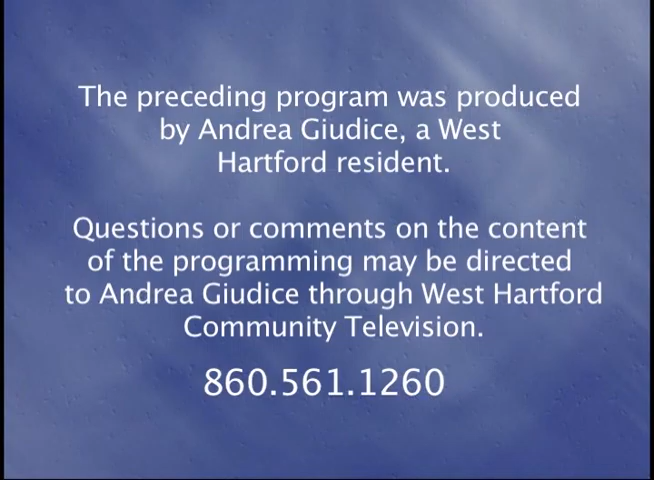 The preceding program was produced
by Andrea Giudice, a West
Hartford resident.
Questions or comments on the content
of the programming may be directed
to Andrea Giudice through West Hartford
Community Television.
860.561.1260